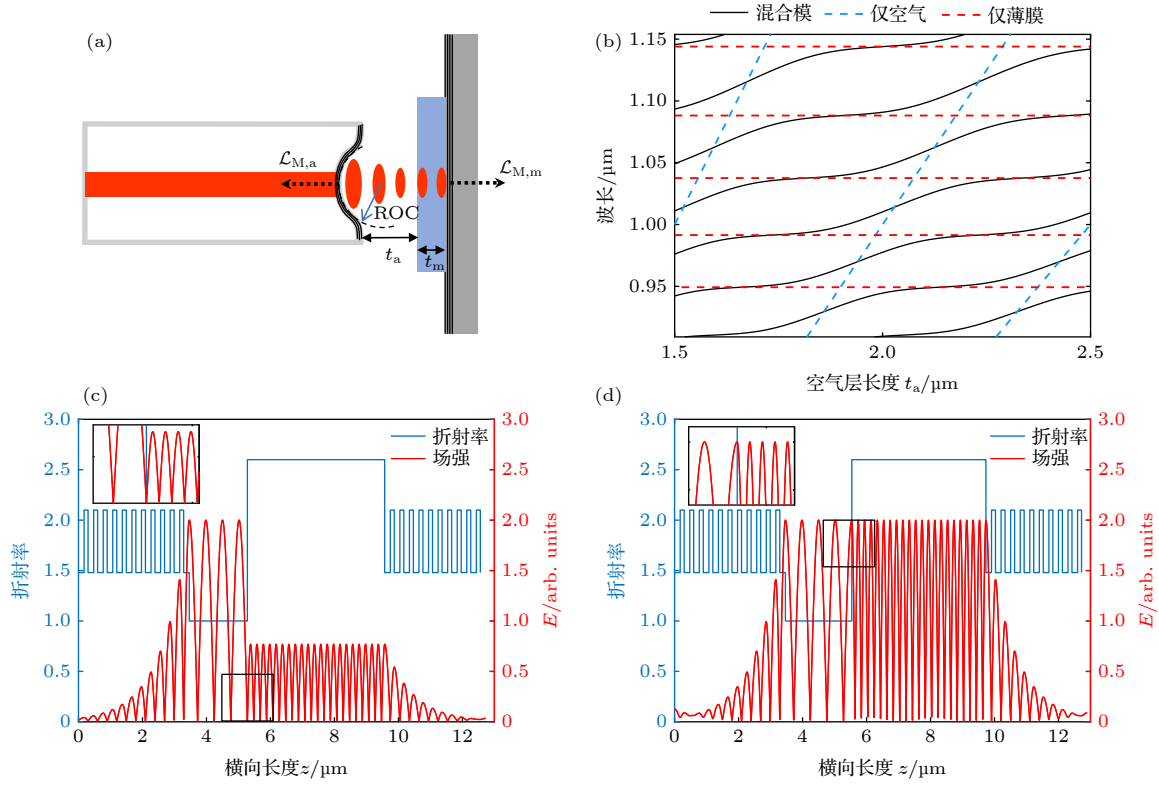 (a)
ℒM,a
ℒM,m
ROC
ta
tm
混合模 仅空气 仅薄膜
(b)
1.15
1.10
1.05
1.00
0.95
波长/μm
1.5 2.0 2.5
空气层长度 ta/μm
(c)
3.0
2.5
2.0
1.5
1.0
0.5
0
折射率
折射率
场强
3.0
2.5
2.0
1.5
1.0
0.5
0
E/arb. units
0 2 4 6 8 10 12
横向长度z/μm
(d)
3.0
2.5
2.0
1.5
1.0
0.5
0
折射率
折射率
场强
3.0
2.5
2.0
1.5
1.0
0.5
0
E/arb. units
0 2 4 6 8 10 12
横向长度 z/μm